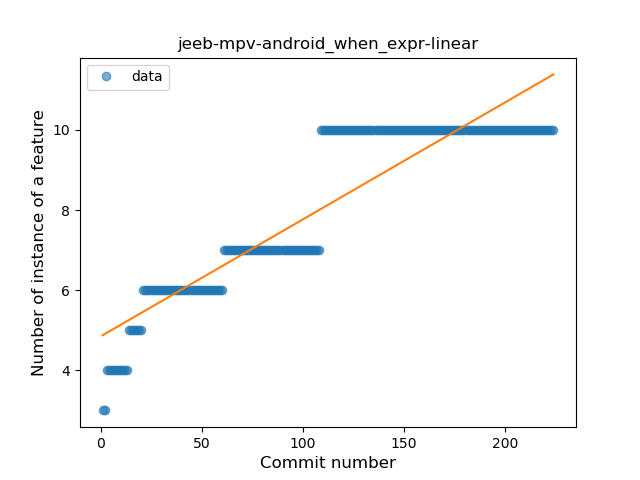 jeeb-mpv-android_when_expr-linear
data
Number of instance of a feature
10
8
6
4
0
50
100
150
200
Commit number